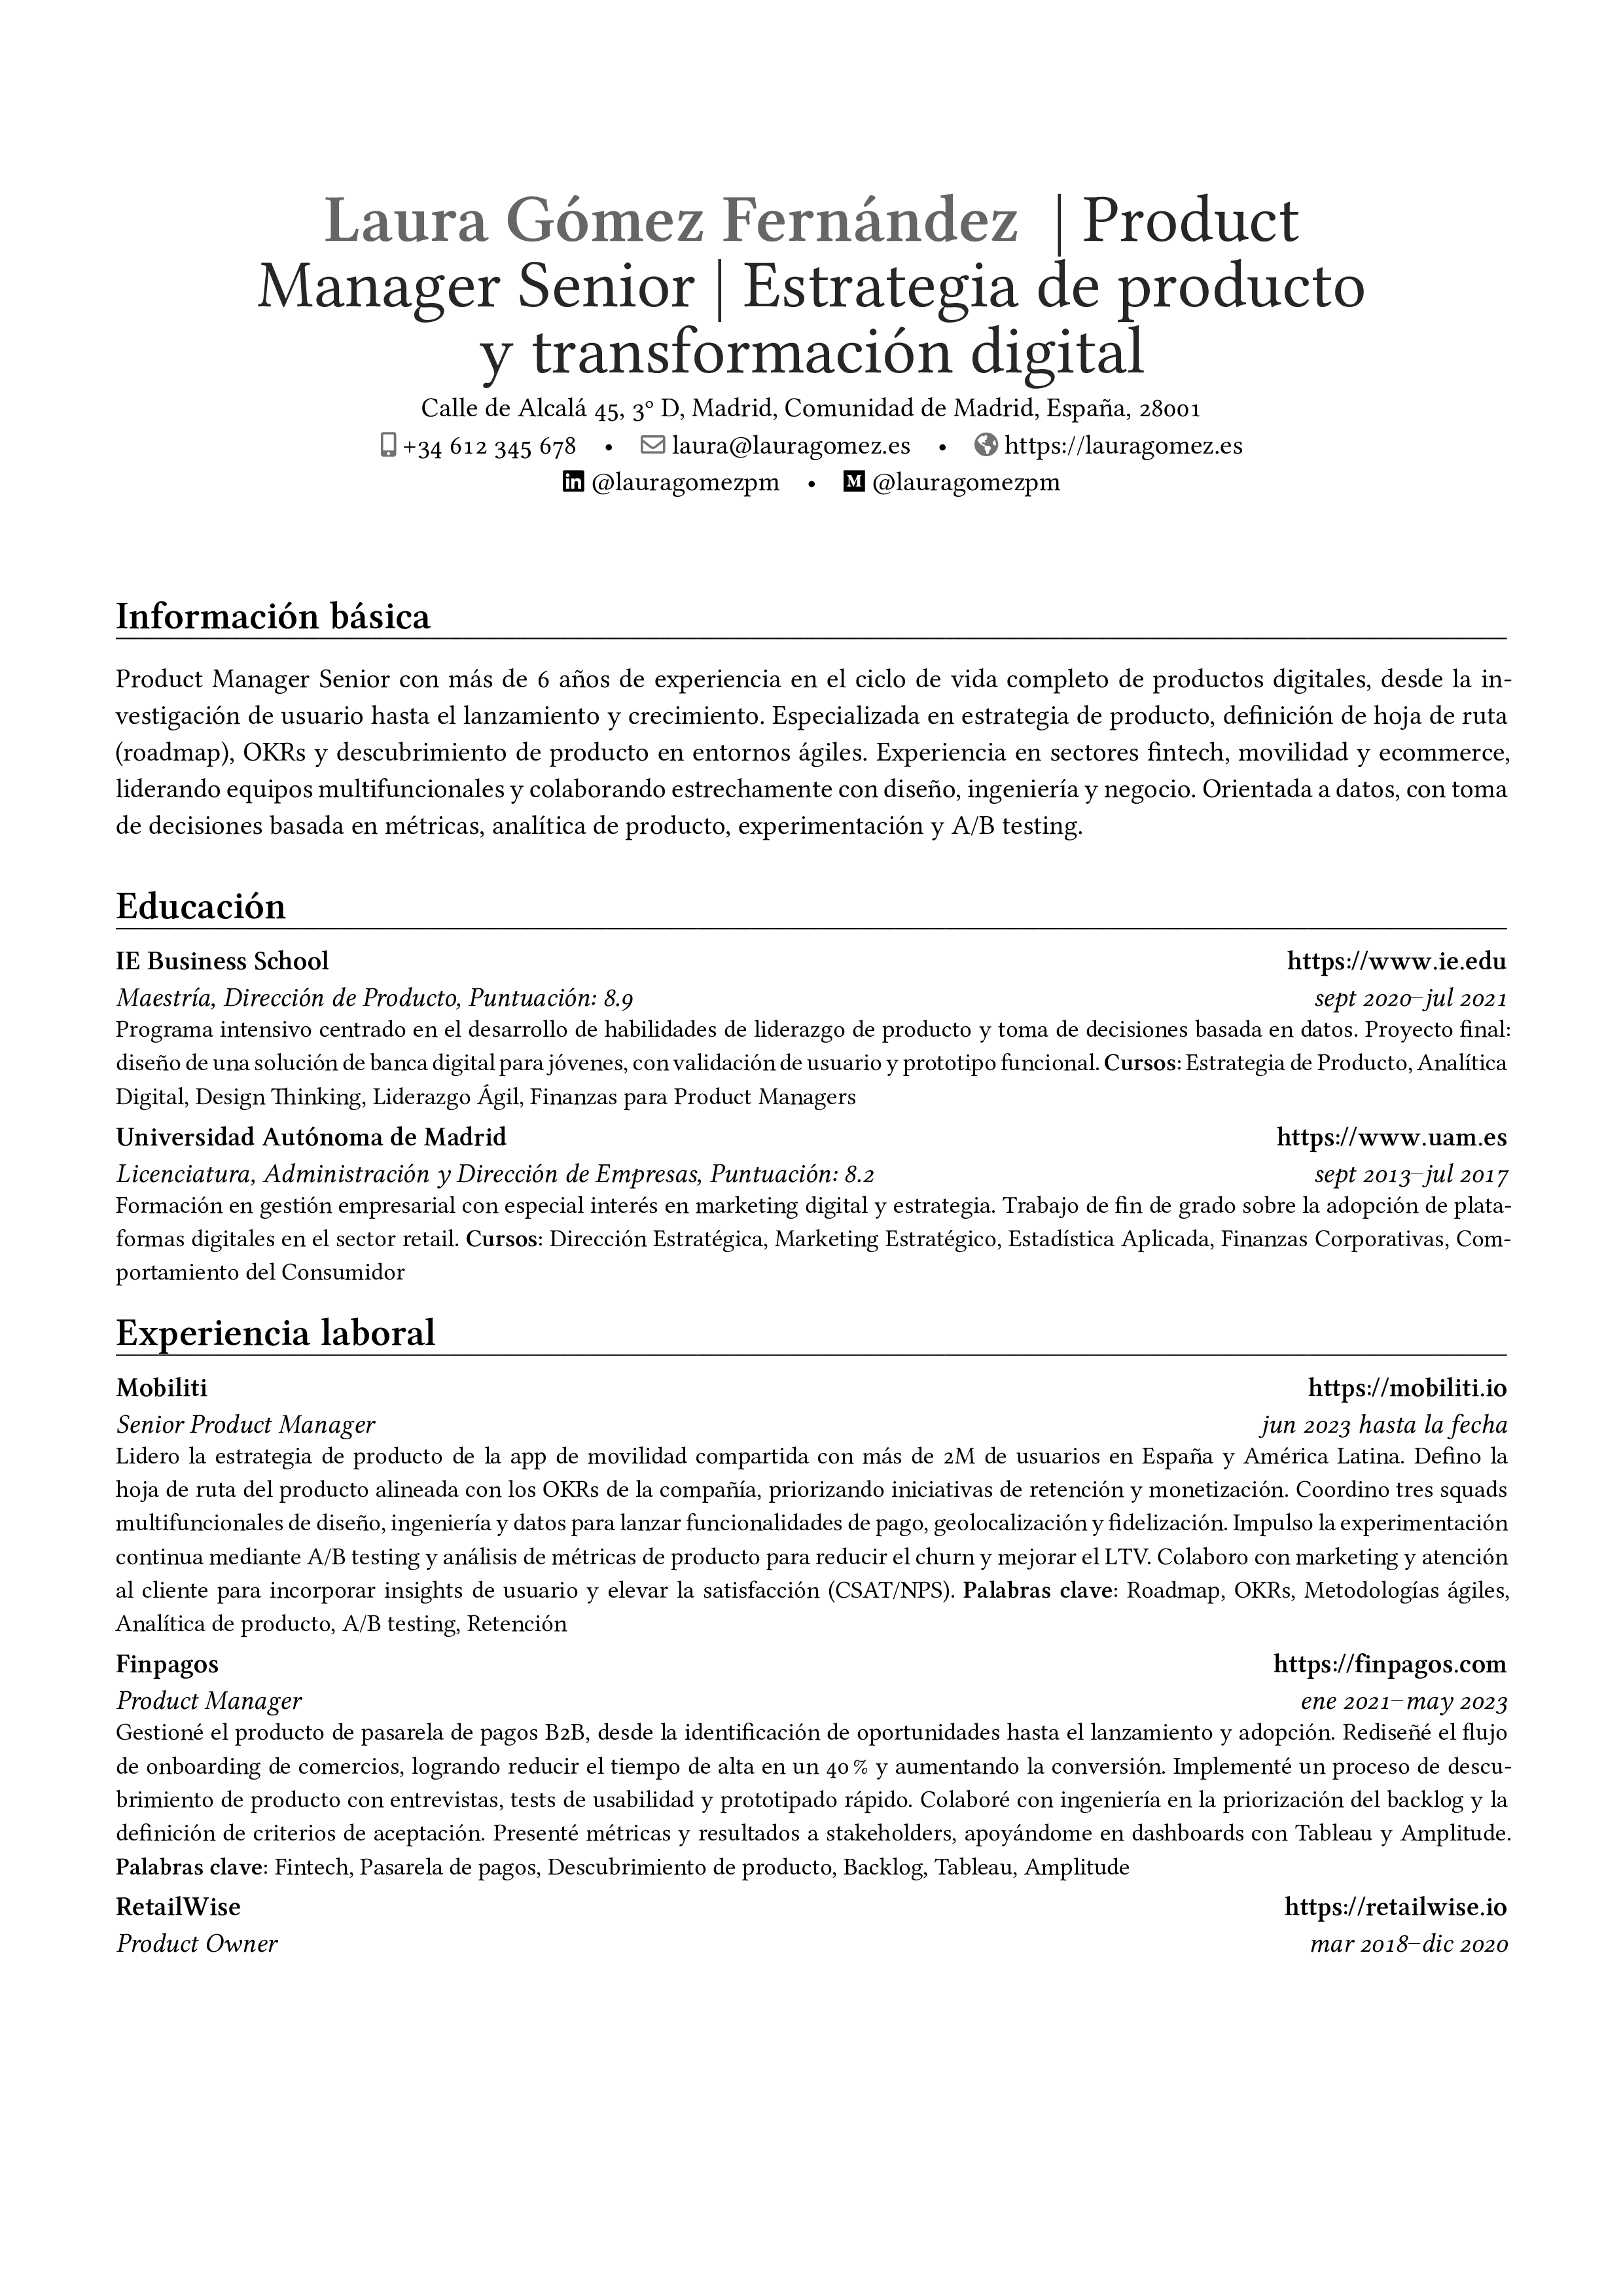 Laura Gómez Fernández | Product
Manager Senior | Estrategia de producto
y transformación digital
Calle de Alcalá 45, 3º D, Madrid, Comunidad de Madrid, España, 28001
+34 612 345 678 • laura@lauragomez.es • https://lauragomez.es
@lauragomezpm • @lauragomezpm
Información básica
Product Manager Senior con más de 6 años de experiencia en el ciclo de vida completo de productos digitales, desde la in-
vestigación de usuario hasta el lanzamiento y crecimiento. Especializada en estrategia de producto, definición de hoja de ruta
(roadmap), OKRs y descubrimiento de producto en entornos ágiles. Experiencia en sectores fintech, movilidad y ecommerce,
liderando equipos multifuncionales y colaborando estrechamente con diseño, ingeniería y negocio. Orientada a datos, con toma
de decisiones basada en métricas, analítica de producto, experimentación y A/B testing.
Educación
IE Business School https://www.ie.edu
Maestría, Dirección de Producto, Puntuación: 8.9 sept 2020–jul 2021
Programa intensivo centrado en el desarrollo de habilidades de liderazgo de producto y toma de decisiones basada en datos. Proyecto final:
diseño de una solución de banca digital para jóvenes, con validación de usuario y prototipo funcional. Cursos: Estrategia de Producto, Analítica
Digital, Design Thinking, Liderazgo Ágil, Finanzas para Product Managers
Universidad Autónoma de Madrid https://www.uam.es
Licenciatura, Administración y Dirección de Empresas, Puntuación: 8.2 sept 2013–jul 2017
Formación en gestión empresarial con especial interés en marketing digital y estrategia. Trabajo de fin de grado sobre la adopción de plata-
formas digitales en el sector retail. Cursos: Dirección Estratégica, Marketing Estratégico, Estadística Aplicada, Finanzas Corporativas, Com-
portamiento del Consumidor
Experiencia laboral
Mobiliti https://mobiliti.io
Senior Product Manager jun 2023 hasta la fecha
Lidero la estrategia de producto de la app de movilidad compartida con más de 2M de usuarios en España y América Latina. Defino la
hoja de ruta del producto alineada con los OKRs de la compañía, priorizando iniciativas de retención y monetización. Coordino tres squads
multifuncionales de diseño, ingeniería y datos para lanzar funcionalidades de pago, geolocalización y fidelización. Impulso la experimentación
continua mediante A/B testing y análisis de métricas de producto para reducir el churn y mejorar el LTV. Colaboro con marketing y atención
al cliente para incorporar insights de usuario y elevar la satisfacción (CSAT/NPS). Palabras clave: Roadmap, OKRs, Metodologías ágiles,
Analítica de producto, A/B testing, Retención
Finpagos https://finpagos.com
Product Manager ene 2021–may 2023
Gestioné el producto de pasarela de pagos B2B, desde la identificación de oportunidades hasta el lanzamiento y adopción. Rediseñé el flujo
de onboarding de comercios, logrando reducir el tiempo de alta en un 40 % y aumentando la conversión. Implementé un proceso de descu-
brimiento de producto con entrevistas, tests de usabilidad y prototipado rápido. Colaboré con ingeniería en la priorización del backlog y la
definición de criterios de aceptación. Presenté métricas y resultados a stakeholders, apoyándome en dashboards con Tableau y Amplitude.
Palabras clave: Fintech, Pasarela de pagos, Descubrimiento de producto, Backlog, Tableau, Amplitude
RetailWise https://retailwise.io
Product Owner mar 2018–dic 2020